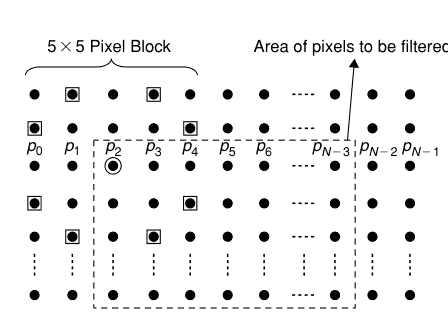 5 × 5 Pixel Block
Area of pixels to be filtered
p0 p1 p2 p3 p4 p5 p6 pN−3 pN−2 pN−1